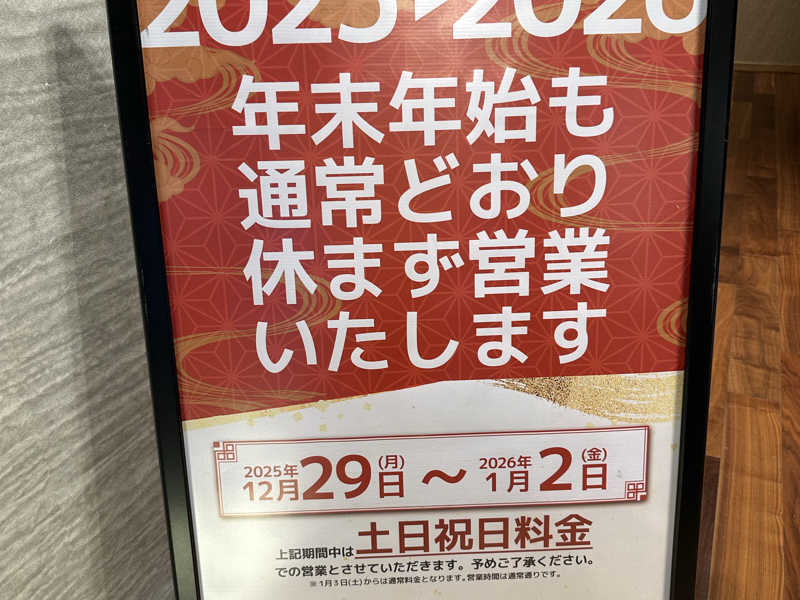 2025▶2026
年末年始も
通常どおり
休まず営業
いたします
2025年12月29日(月)～2026年1月2日(金)
上記期間中は土日祝日料金
での営業とさせていただきます。予めご了承ください。
※1月3日(土)からは通常料金となります。営業時間は通常通りです。